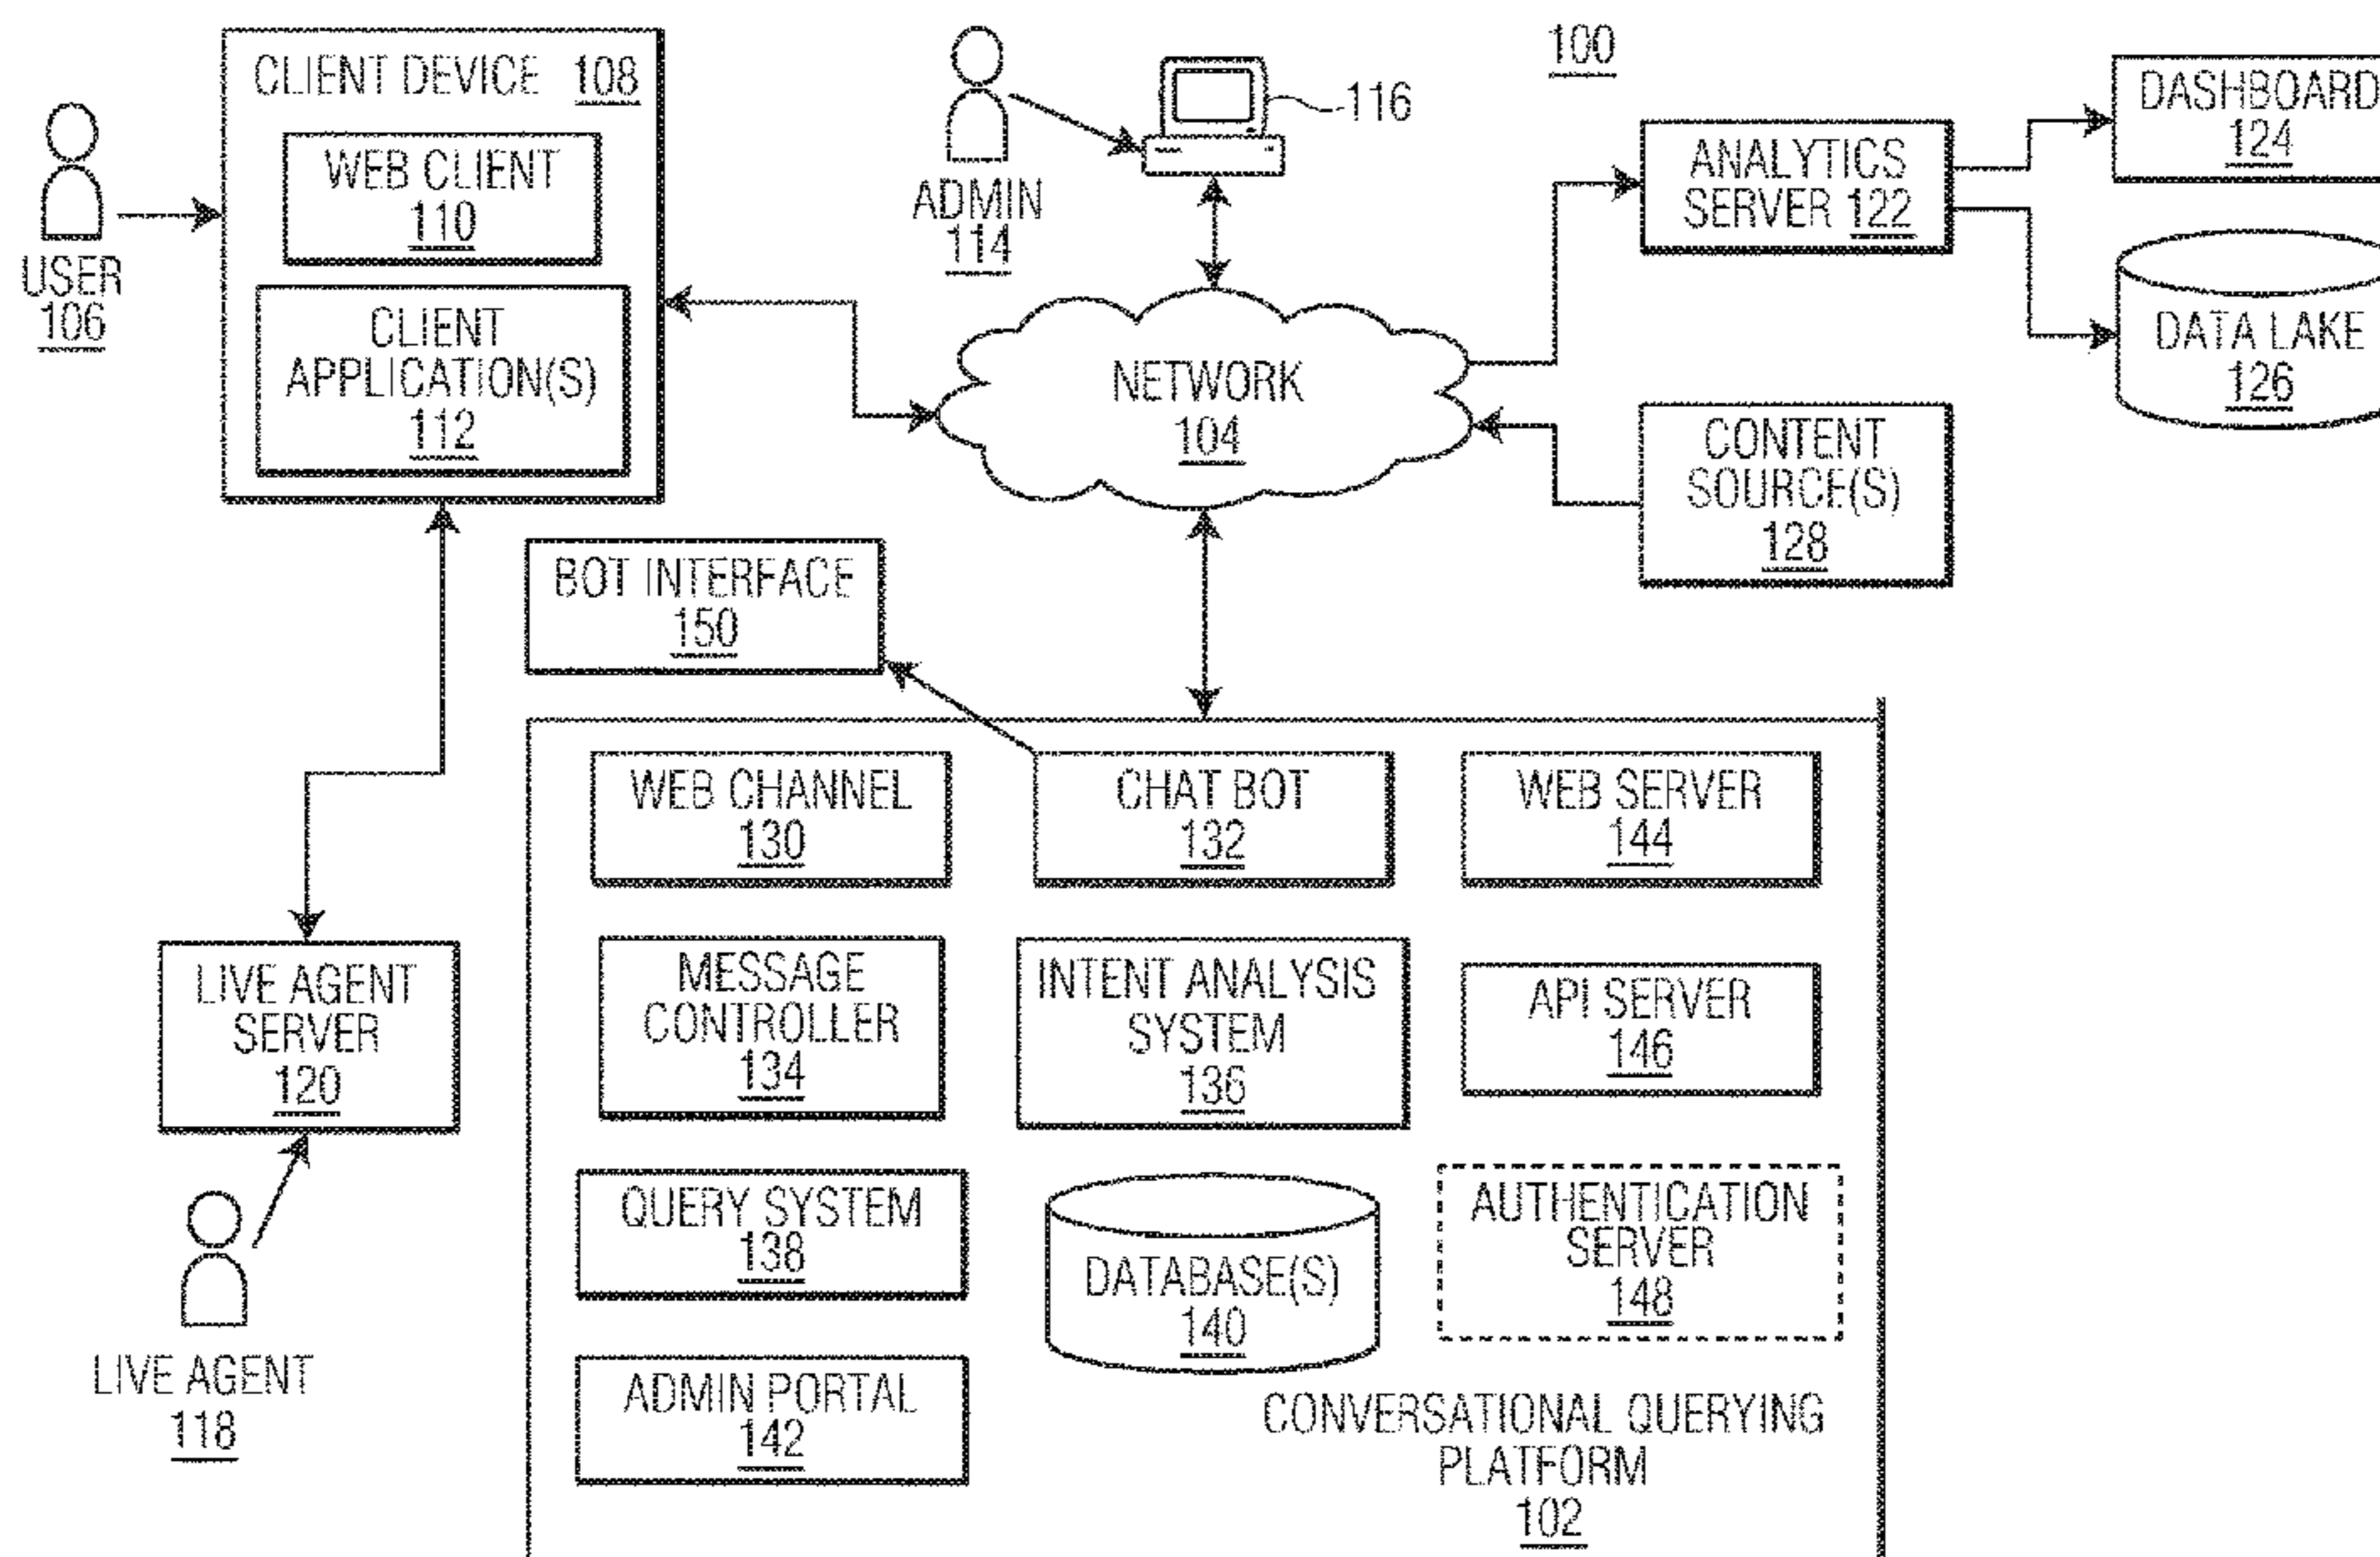 CLIENT DEVICE 108
WEB CLIENT
110
CLIENT
APPLICATION(S)
112
USER
106
ADMIN
114
116
100
NETWORK
104
ANALYTICS
SERVER 122
DASHBOARD
124
DATA LAKE
126
CONTENT
SOURCE(S)
128
BOT INTERFACE
150
WEB CHANNEL
130
CHAT BOT
132
WEB SERVER
144
MESSAGE
CONTROLLER
134
INTENT ANALYSIS
SYSTEM
136
API SERVER
146
LIVE AGENT
SERVER
120
LIVE AGENT
118
QUERY SYSTEM
138
DATABASE(S)
140
AUTHENTICATION
SERVER
148
ADMIN PORTAL
142
CONVERSATIONAL QUERYING
PLATFORM
102